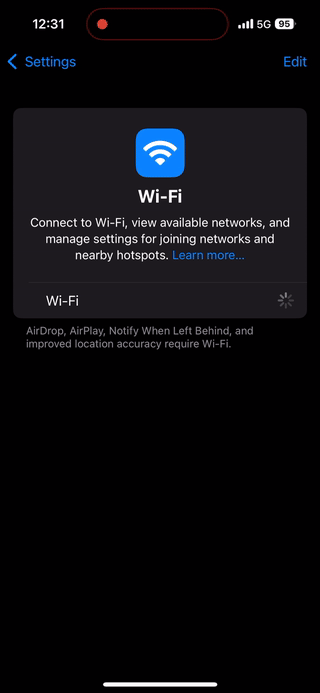 12:31
5G
95
Settings
Edit
Wi-Fi
Connect to Wi-Fi, view available networks, and
manage settings for joining networks and
nearby hotspots. Learn more...
Wi-Fi
AirDrop, AirPlay, Notify When Left Behind, and
improved location accuracy require Wi-Fi.